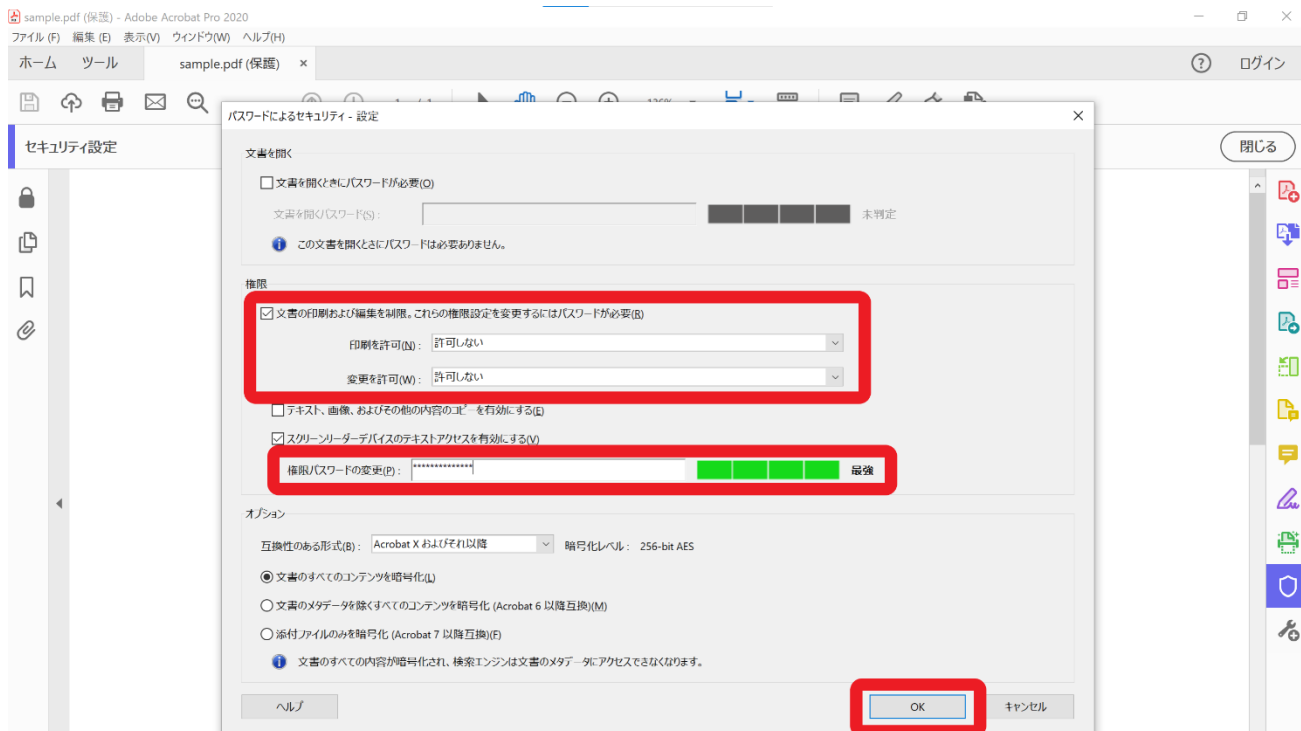 sample.pdf (保護) - Adobe Acrobat Pro 2020
ファイル (F) 編集 (E) 表示(V) ウィンドウ(W) ヘルプ(H)
ホーム ツール sample.pdf (保護) × ? ログイン
パスワードによるセキュリティ - 設定
セキュリティ設定 閉じる
文書を開く
文書を開くときにパスワードが必要(O)
文書を開くパスワード(S) : 未判定
この文書を開くときにパスワードは必要ありません。
権限
文書の印刷および編集を制限。これらの権限設定を変更するにはパスワードが必要(R)
印刷を許可(N) : 許可しない
変更を許可(W) : 許可しない
テキスト、画像、およびその他の内容のコピーを有効にする(E)
スクリーンリーダーデバイスのテキストアクセスを有効にする(V)
権限パスワードの変更(P) : ************** 最強
オプション
互換性のある形式(B) : Acrobat X およびそれ以降 暗号化レベル : 256-bit AES
文書のすべてのコンテンツを暗号化(L)
文書のメタデータを除くすべてのコンテンツを暗号化 (Acrobat 6 以降互換)(M)
添付ファイルのみを暗号化 (Acrobat 7 以降互換)(F)
文書のすべての内容が暗号化され、検索エンジンは文書のメタデータにアクセスできなくなります。
ヘルプ OK キャンセル